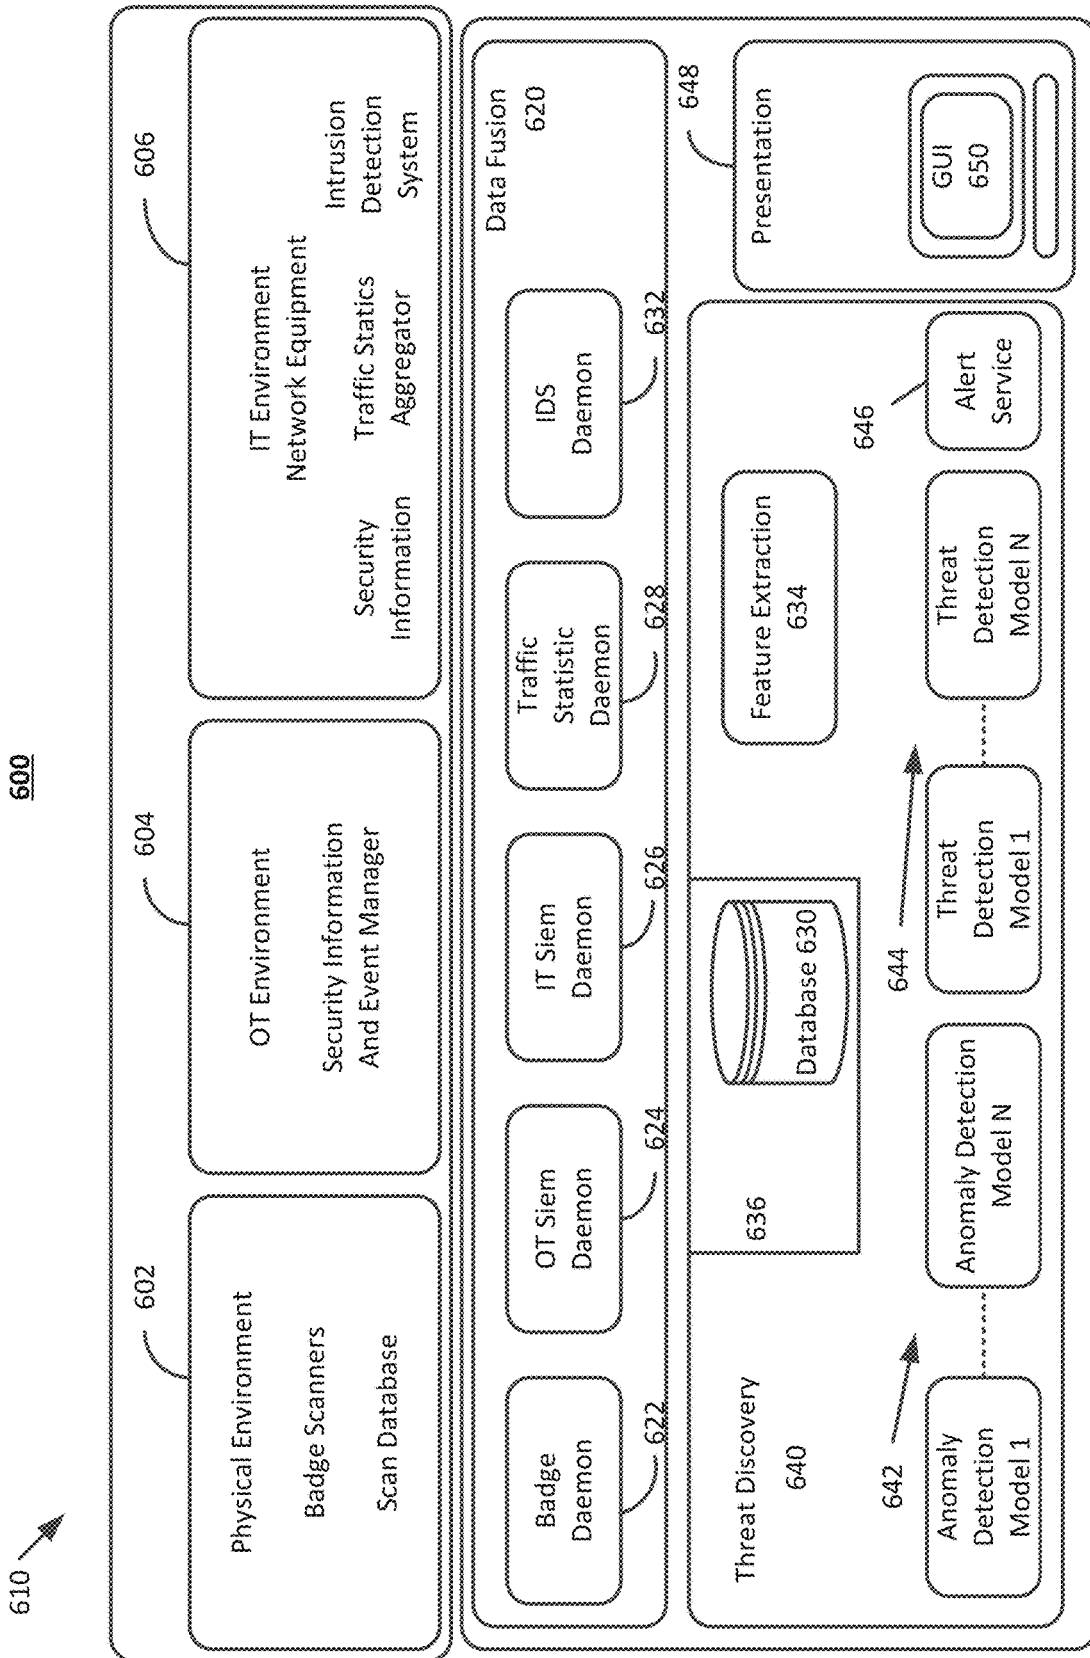 600
610
602
Physical Environment
Badge Scanners
Scan Database
604
OT Environment
Security Information
And Event Manager
606
IT Environment
Network Equipment
Security
Information
Traffic Statics
Aggregator
Intrusion
Detection
System
Data Fusion
620
Badge
Daemon
622
OT Siem
Daemon
624
IT Siem
Daemon
626
Traffic
Statistic
Daemon
628
IDS
Daemon
632
Threat Discovery
640
636
Database 630
Feature Extraction
634
642
Anomaly
Detection
Model 1
Anomaly Detection
Model N
644
Threat
Detection
Model 1
Threat
Detection
Model N
646
Alert
Service
648
Presentation
GUI
650